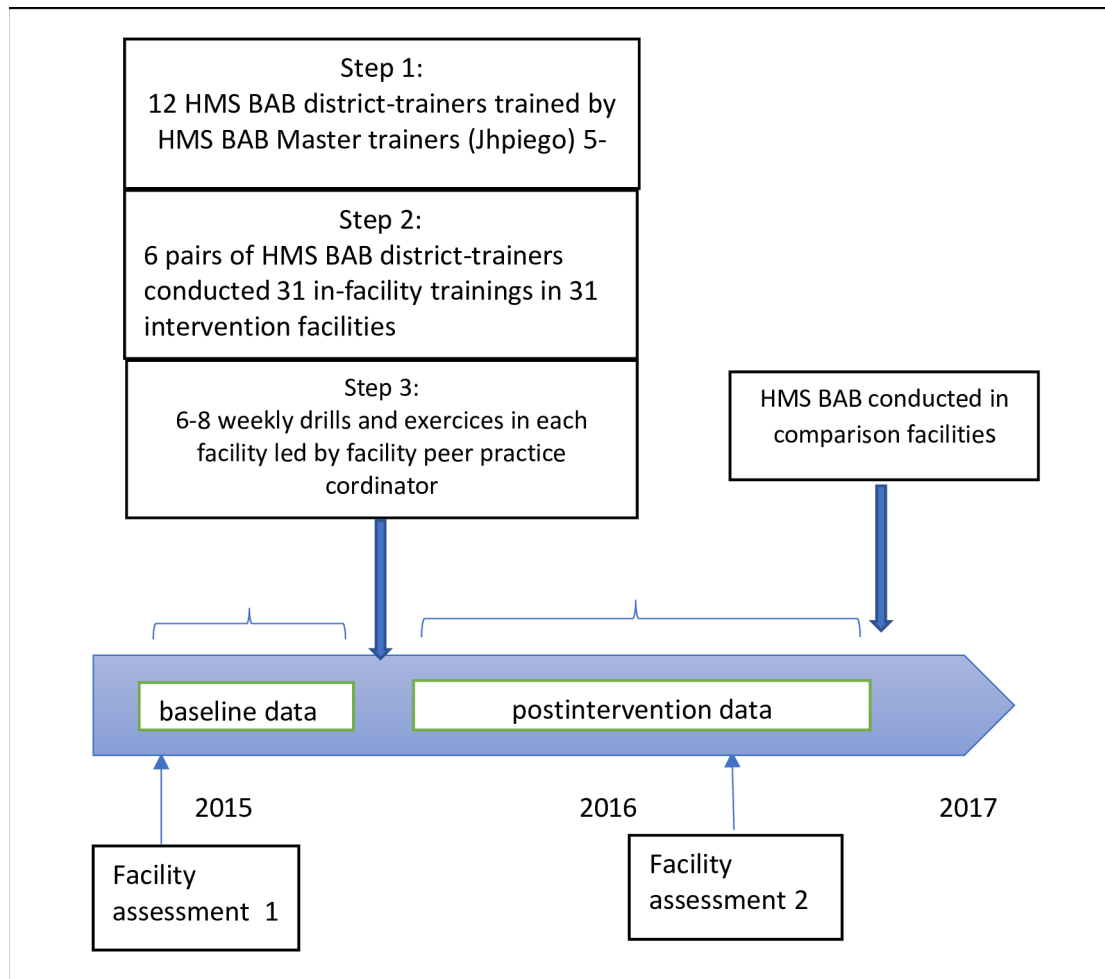 Step 1:
12 HMS BAB district-trainers trained by
HMS BAB Master trainers (Jhpiego) 5-
Step 2:
6 pairs of HMS BAB district-trainers
conducted 31 in-facility trainings in 31
intervention facilities
Step 3:
6-8 weekly drills and exercices in each
facility led by facility peer practice
cordinator
HMS BAB conducted in
comparison facilities
baseline data
postintervention data
2015
2016
2017
Facility
assessment 1
Facility
assessment 2